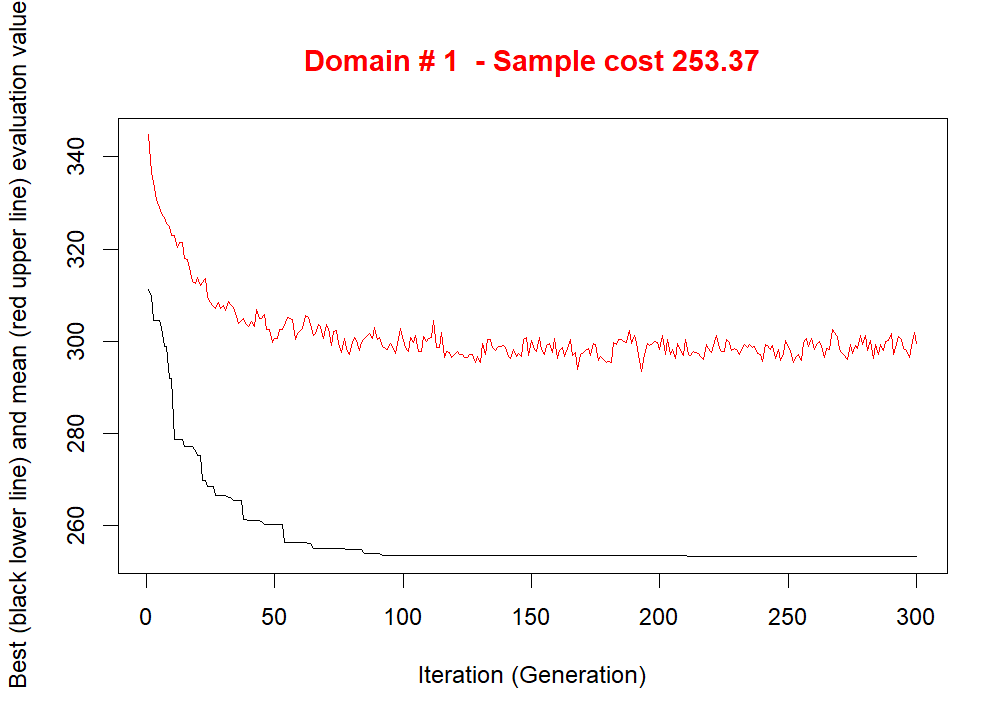 Domain # 1  - Sample cost 253.37
Best (black lower line) and mean (red upper line) evaluation value
340
320
300
280
260
0 50 100 150 200 250 300
Iteration (Generation)